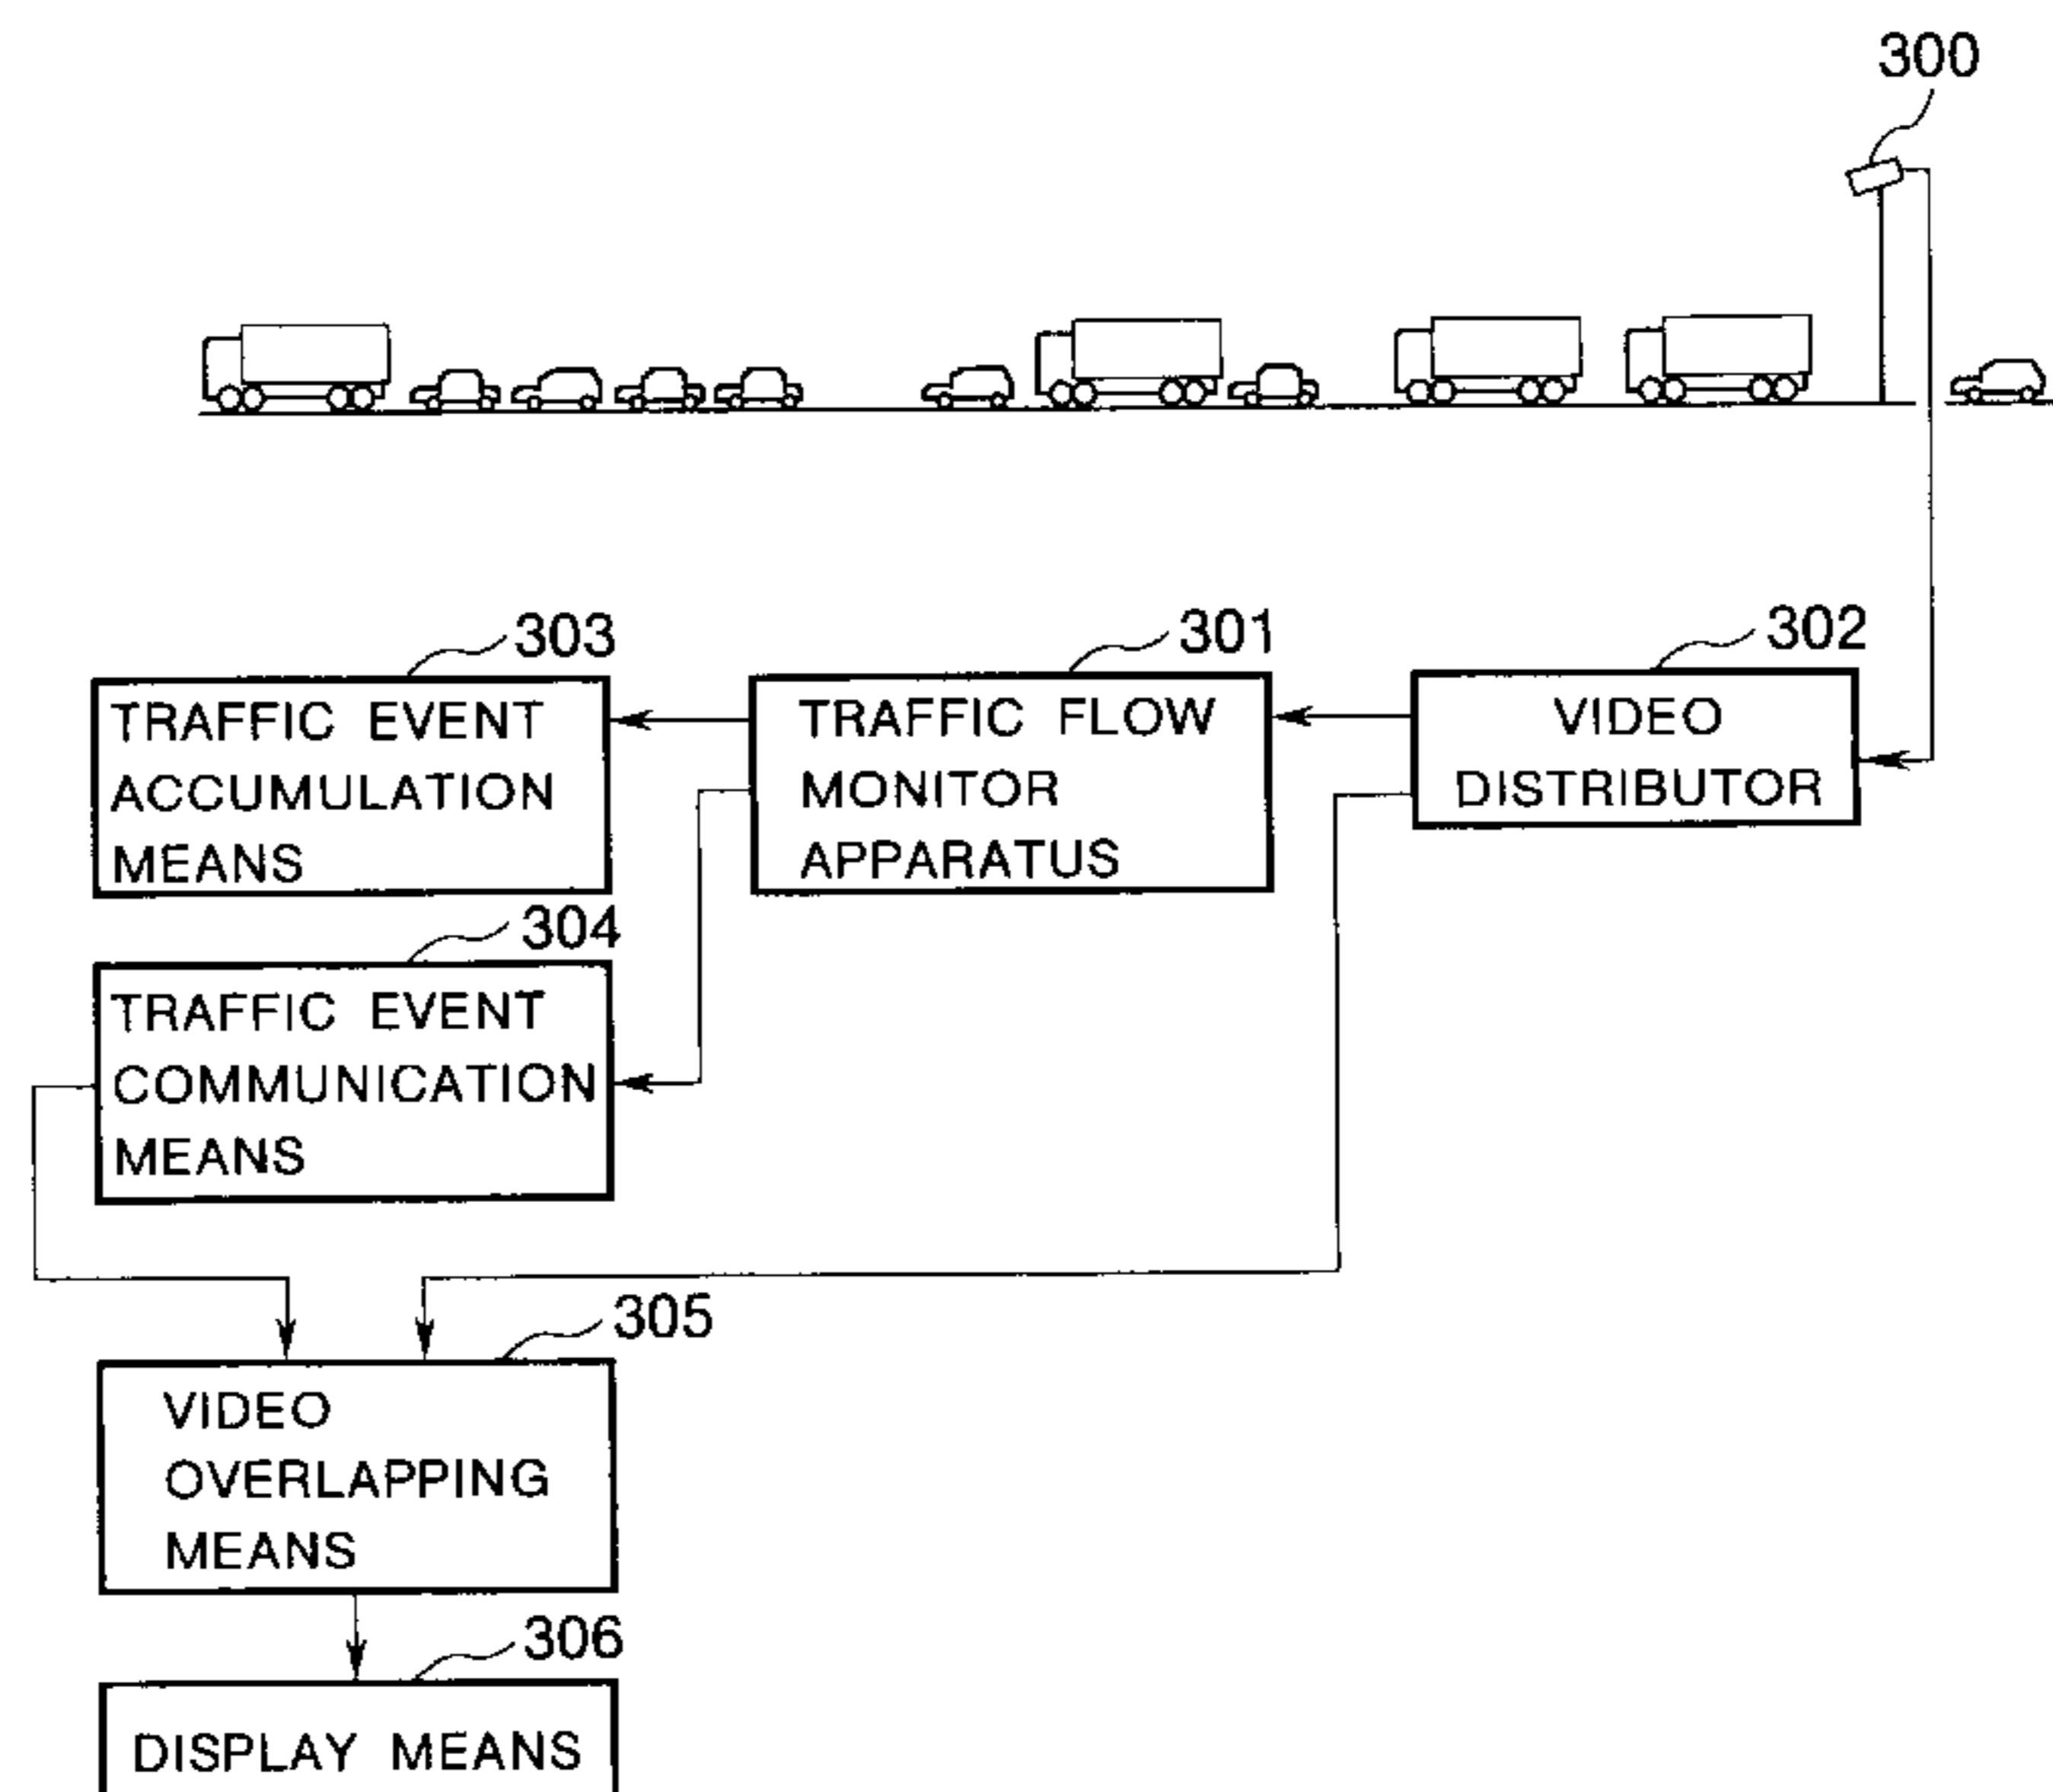 300
303
301
302
TRAFFIC EVENT
ACCUMULATION
MEANS
TRAFFIC FLOW
MONITOR
APPARATUS
VIDEO
DISTRIBUTOR
304
TRAFFIC EVENT
COMMUNICATION
MEANS
305
VIDEO
OVERLAPPING
MEANS
306
DISPLAY MEANS